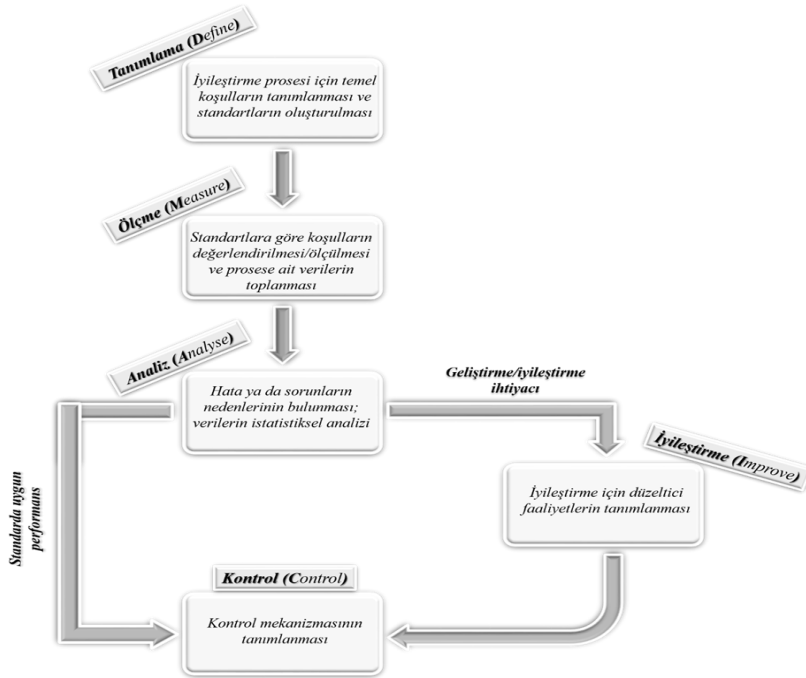 Tanımlama (Define)
İyileştirme prosesi için temel
koşulların tanımlanması ve
standartların oluşturulması
Ölçme (Measure)
Standartlara göre koşulların
değerlendirilmesi/ölçülmesi
ve prosese ait verilerin
toplanması
Analiz (Analyse)
Hata ya da sorunların
nedenlerinin bulunması;
verilerin istatistiksel analizi
Geliştirme/iyileştirme
ihtiyacı
İyileştirme (Improve)
İyileştirme için düzeltici
faaliyetlerin tanımlanması
Standarda uygun
performans
Kontrol (Control)
Kontrol mekanizmasının
tanımlanması